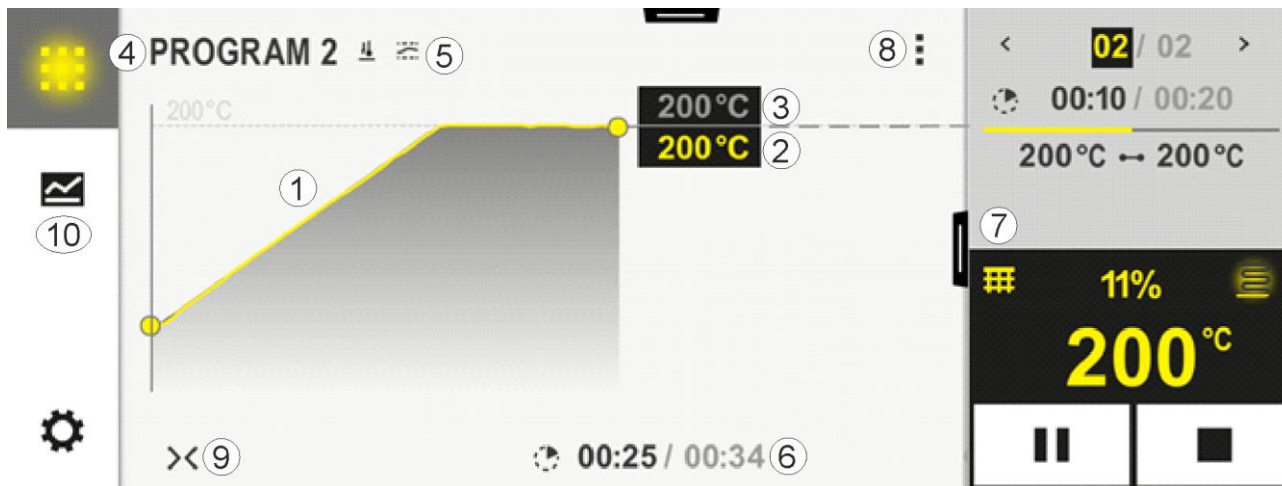 ④ PROGRAM 2 ⑤
⑧
200°C
200°C ③
200°C ②
①
⑩
⑨
00:25 / 00:34 ⑥
< 02 / 02 >
00:10 / 00:20
200°C 200°C
⑦
11%
200 °C